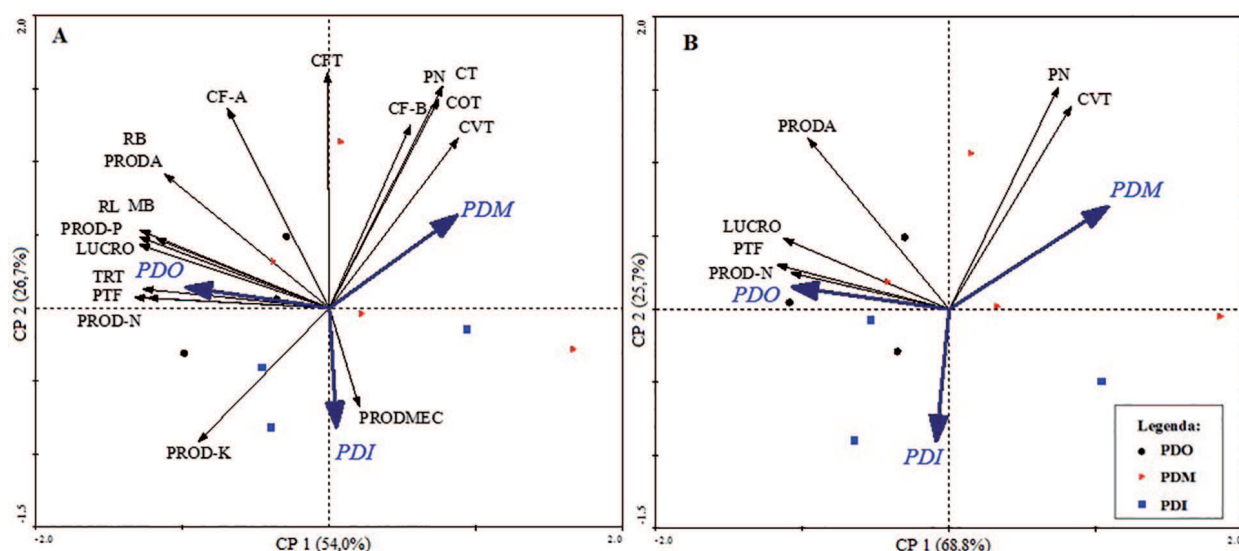 2.0
A
CFT
PN CT
CF-A
CF-B COT
CVT
RB
PRODA
PDM
RL MB
PROD-P
LUCRO
TRT
PDO
PTF
PROD-N
PRODMEC
PROD-K
PDI
CP 2 (26,7%)
-1.5
-2.0
CP 1 (54,0%)
2.0
2.0
B
PN
CVT
PRODA
PDM
LUCRO
PTF
PROD-N
PDO
PDI
CP 2 (25,7%)
-1.5
-2.0
CP 1 (68,8%)
2.0
Legenda:
PDO
PDM
PDI